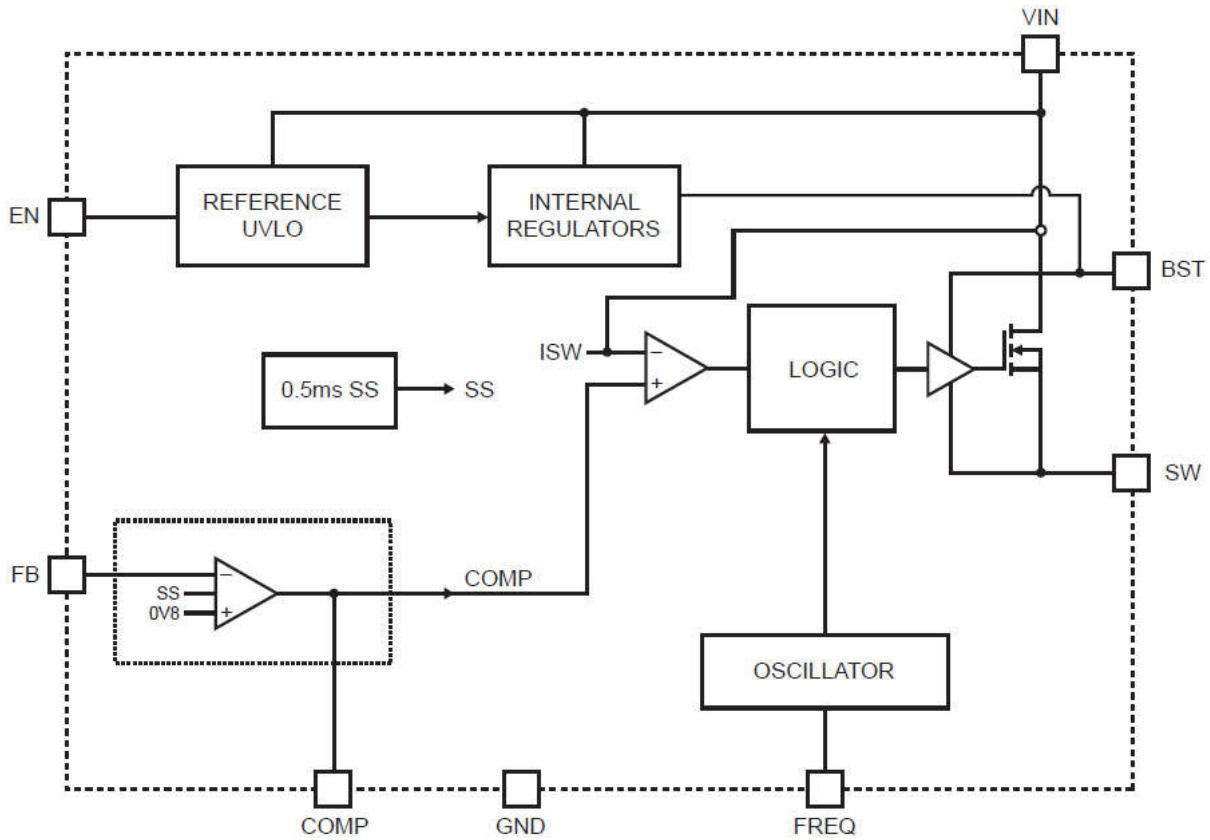 VIN
EN
REFERENCE
UVLO
INTERNAL
REGULATORS
BST
ISW
−
+
LOGIC
0.5ms SS
SS
SW
FB
−
SS
0V8
+
COMP
OSCILLATOR
COMP
GND
FREQ